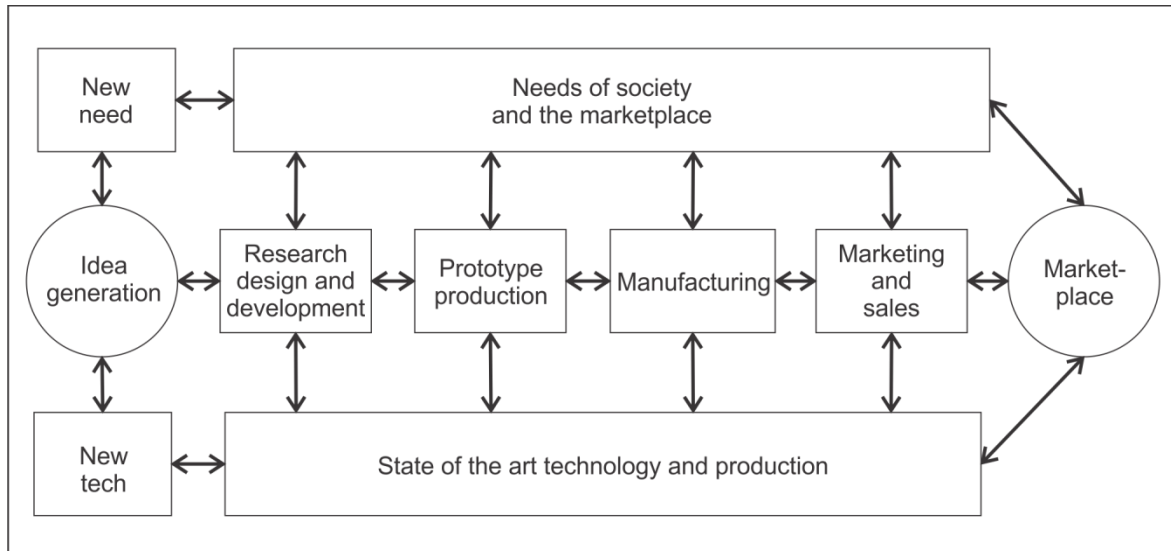 New
need
Needs of society
and the marketplace
Idea
generation
Research
design and
development
Prototype
production
Manufacturing
Marketing
and
sales
Market-
place
New
tech
State of the art technology and production